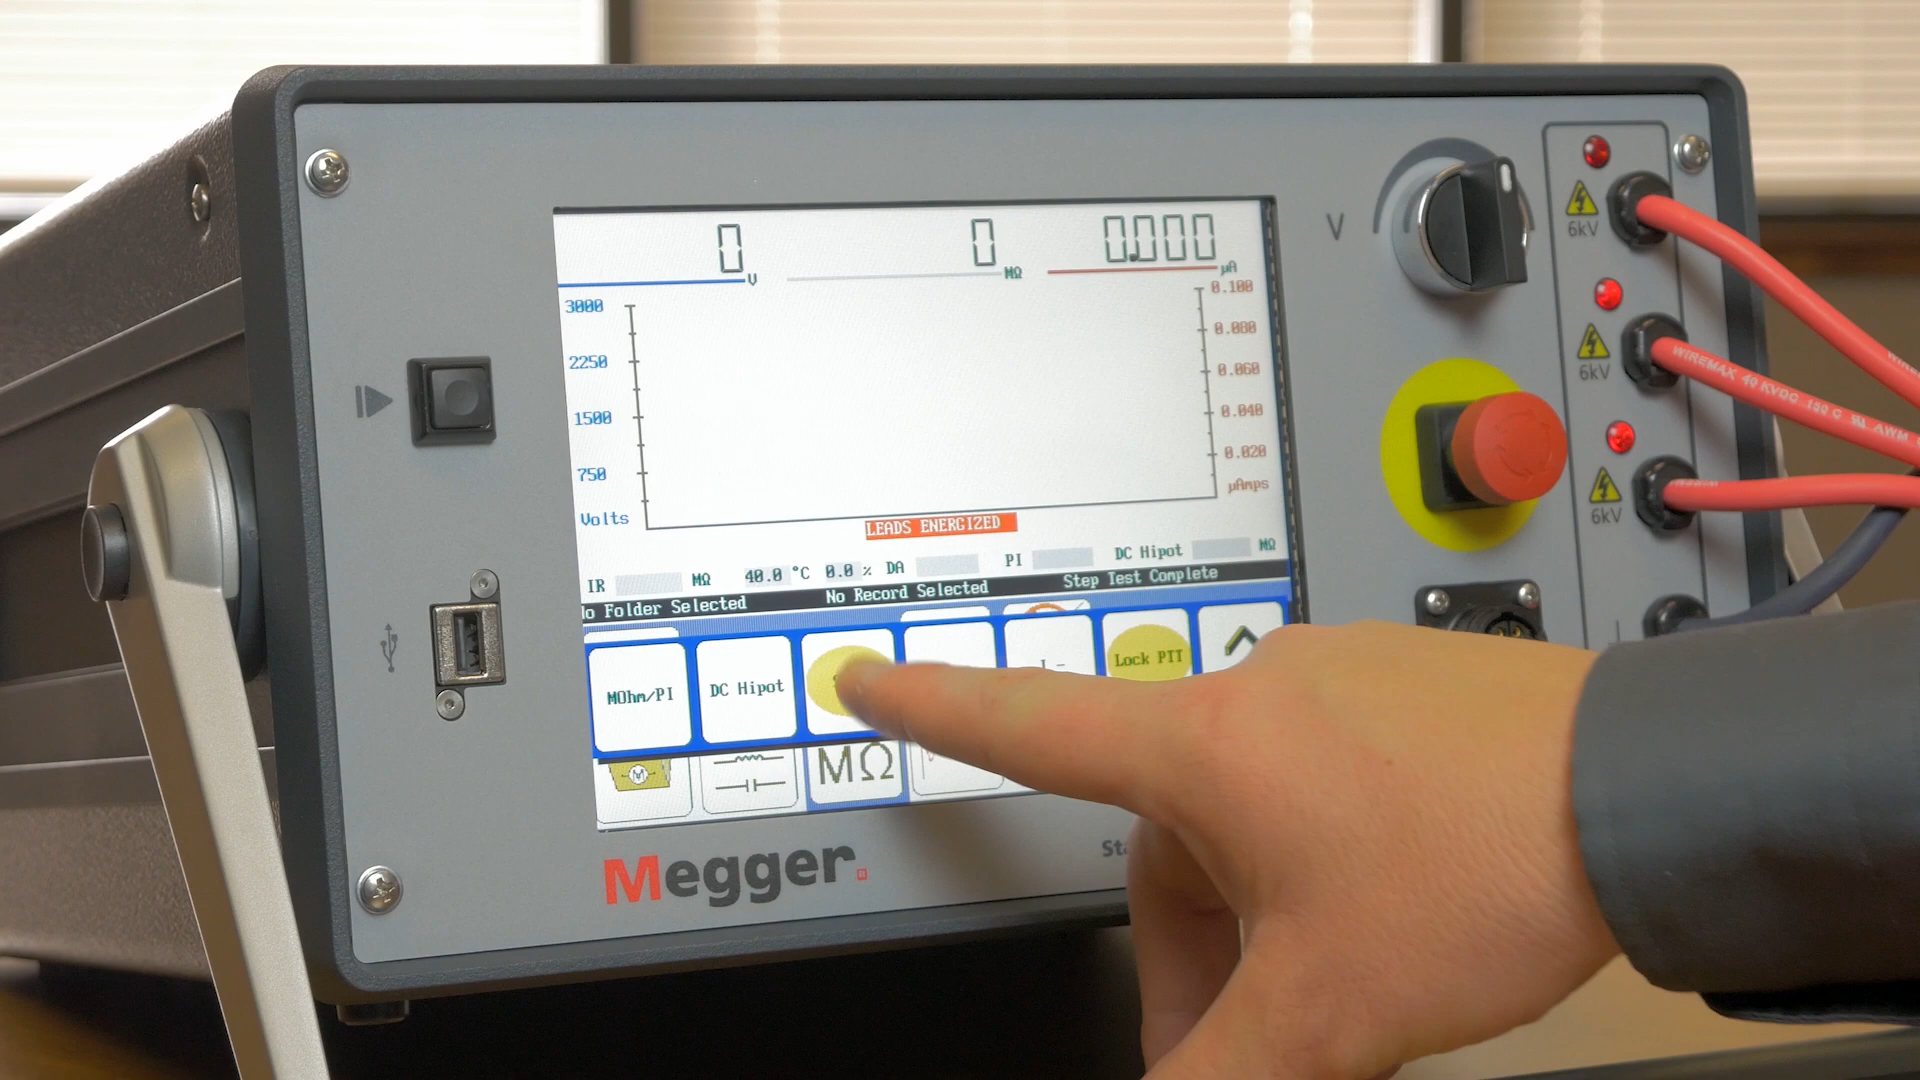 0 V
0 MΩ
0.000 µA
3000
2250
1500
750
Volts
0.100
0.080
0.060
0.040
0.020
µAmps
LEADS ENERGIZED
IR MΩ 40.0 °C 0.0 % DA PI DC Hipot MΩ
No Folder Selected No Record Selected Step Test Complete
MOhm/PI
DC Hipot
Lock PTT
MΩ
M
Megger.
V
6kV
6kV
6kV
WIREMAX 40 KVDC 150 C AWM